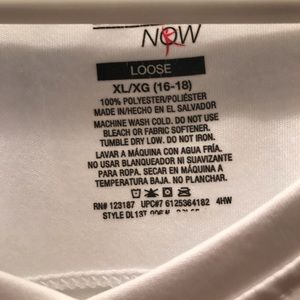 NOW
LOOSE
XL/XG (16-18)
100% POLYESTER/POLIÉSTER
MADE IN/HECHO EN EL SALVADOR
MACHINE WASH COLD. DO NOT USE
BLEACH OR FABRIC SOFTENER.
TUMBLE DRY LOW. DO NOT IRON.
LAVAR A MÁQUINA CON AGUA FRÍA.
NO USAR BLANQUEADOR NI SUAVIZANTE
PARA ROPA. SECAR EN MÁQUINA A
TEMPERATURA BAJA. NO PLANCHAR.
RN# 123187 UPC#7 6125364182 4HW
STYLE DL13T